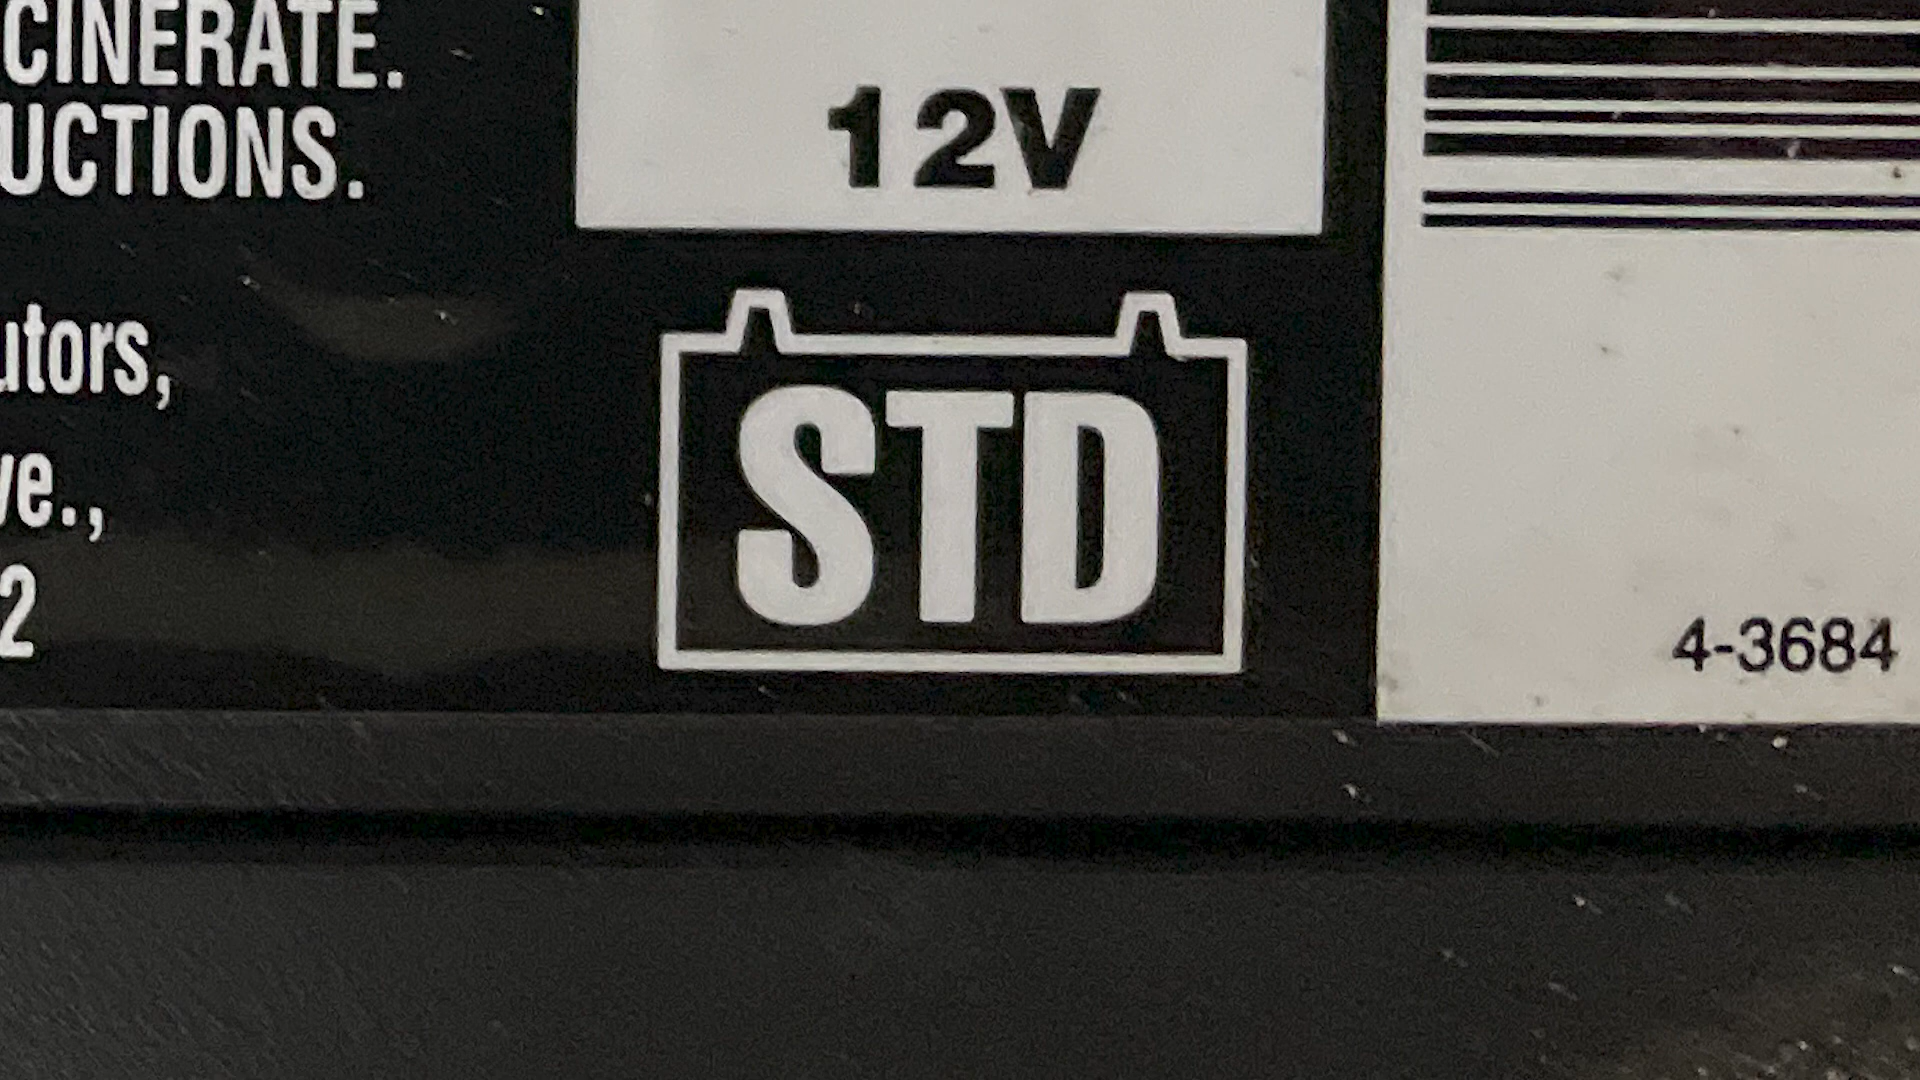 CINERATE.
UCTIONS.
utors,
ve.,
2
12V
STD
4-3684